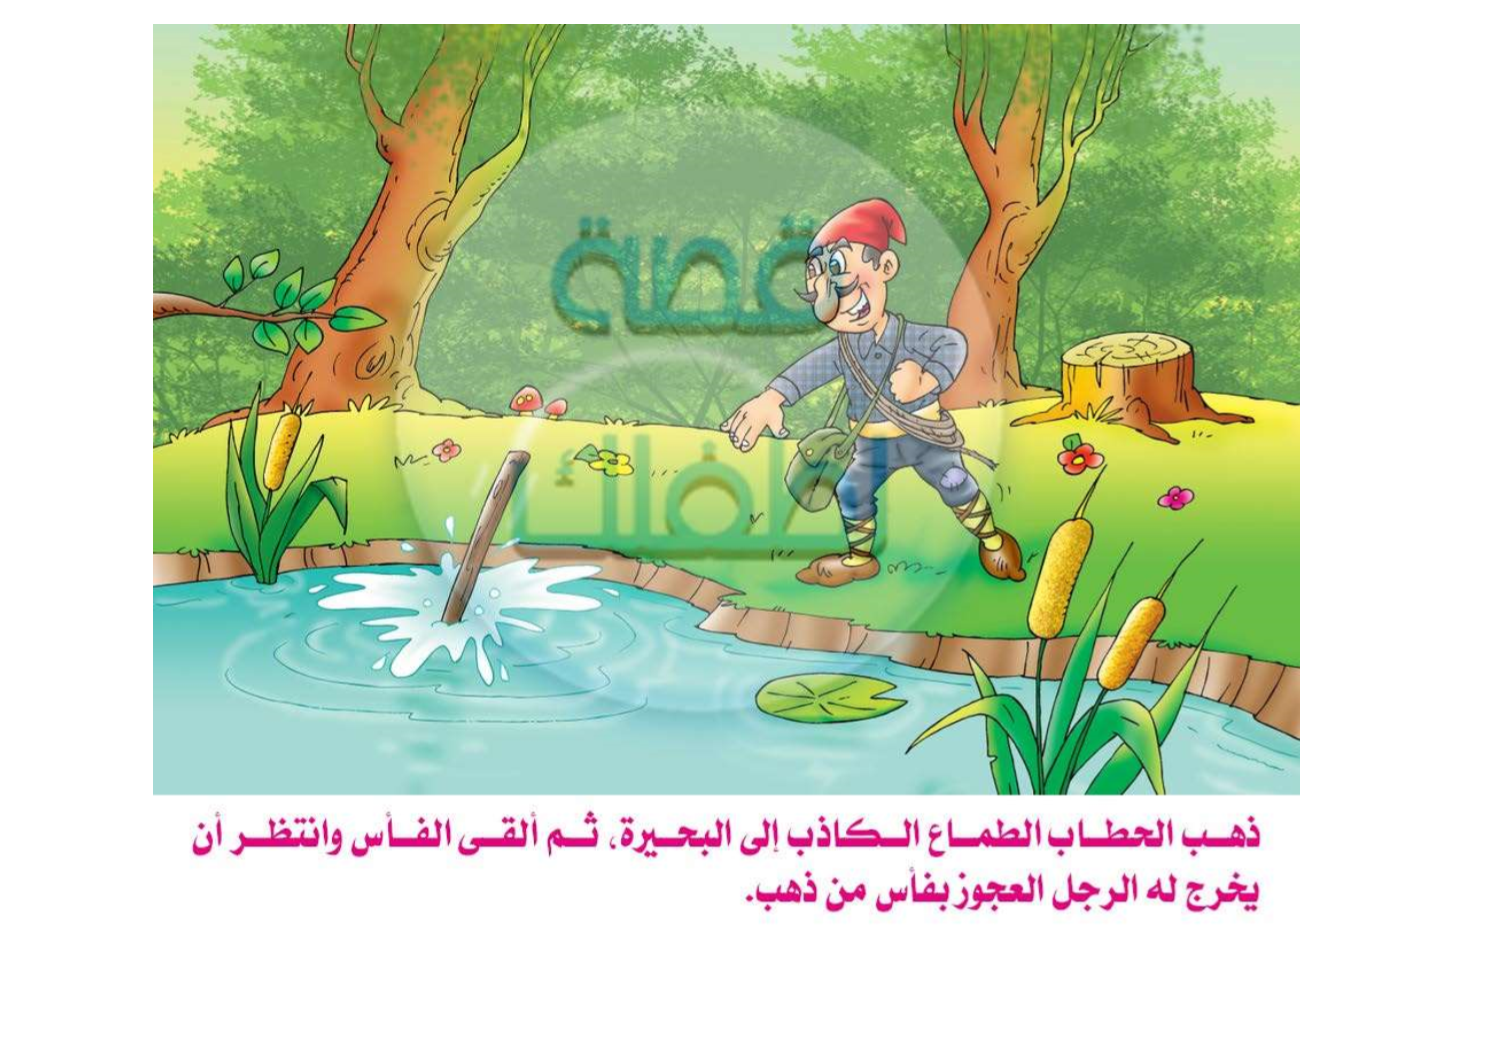 قصة
لطفلك
ذهب الحطاب الطماع الكاذب إلى البحيرة، ثم ألقى الفأس وانتظر أن
يخرج له الرجل العجوز بفأس من ذهب.